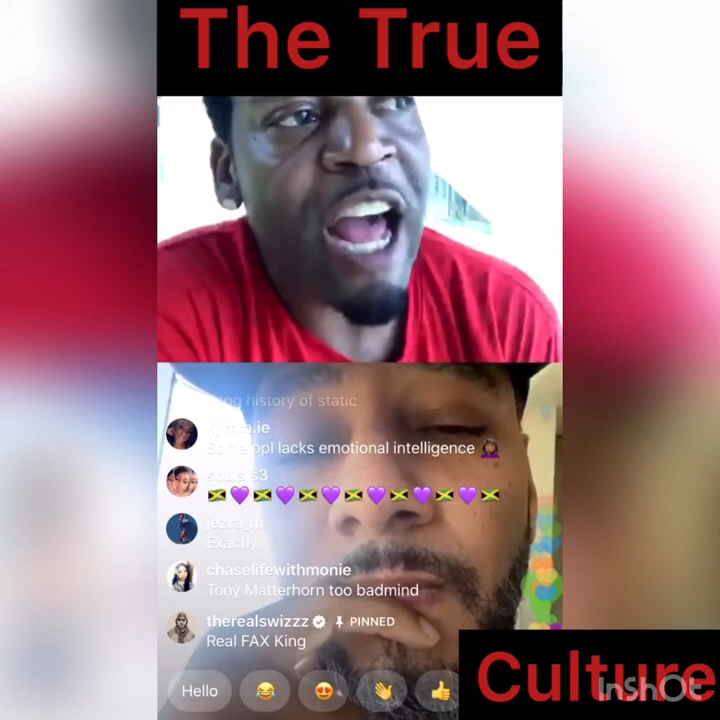 The True
history of static
Some ppl lacks emotional intelligence
jezra_m
Exactly
chaselifewithmonie
Tony Matterhorn too badmind
therealswizzz PINNED
Real FAX King
Hello
Culture
InShOt